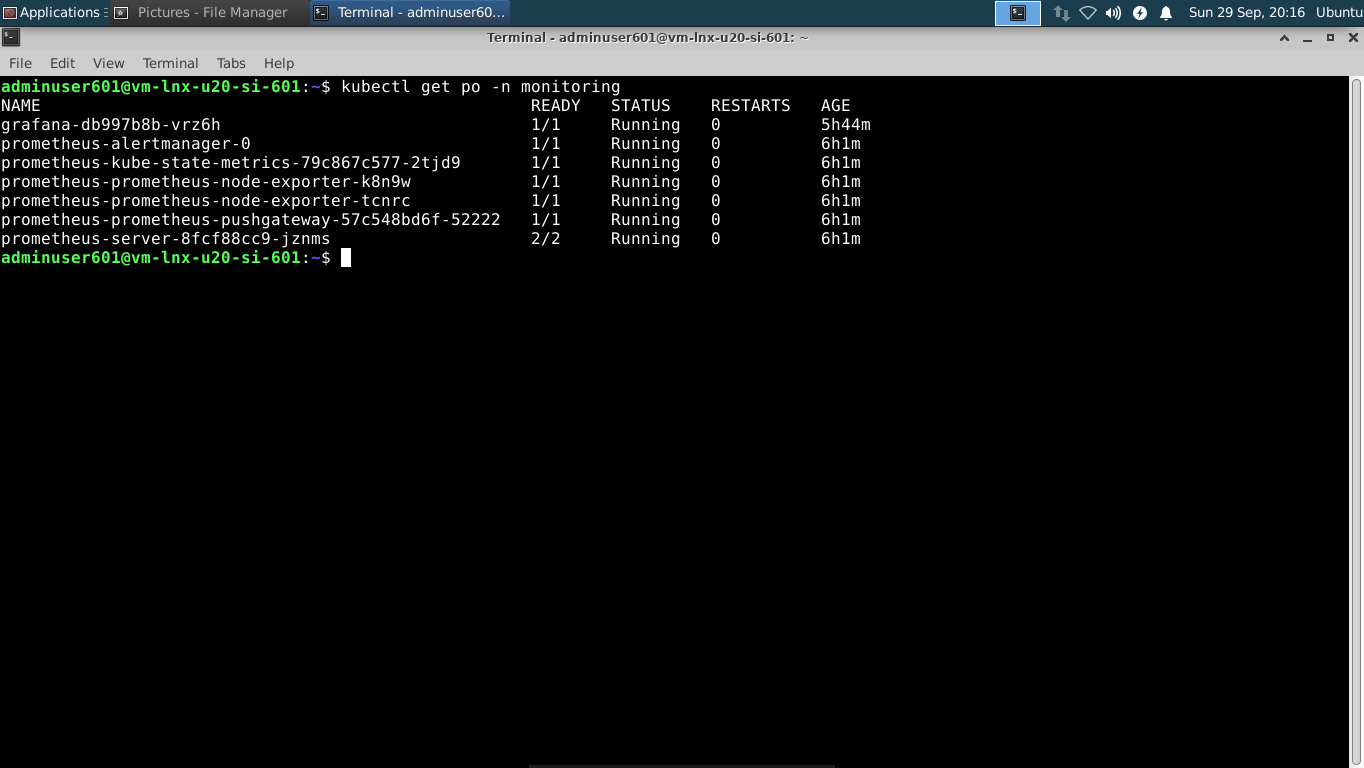 Applications Pictures - File Manager Terminal - adminuser60... Sun 29 Sep, 20:16 Ubuntu
Terminal - adminuser601@vm-lnx-u20-si-601: ~
File Edit View Terminal Tabs Help
adminuser601@vm-lnx-u20-si-601:~$ kubectl get po -n monitoring
NAME READY STATUS RESTARTS AGE
grafana-db997b8b-vrz6h 1/1 Running 0 5h44m
prometheus-alertmanager-0 1/1 Running 0 6h1m
prometheus-kube-state-metrics-79c867c577-2tjd9 1/1 Running 0 6h1m
prometheus-prometheus-node-exporter-k8n9w 1/1 Running 0 6h1m
prometheus-prometheus-node-exporter-tcnrc 1/1 Running 0 6h1m
prometheus-prometheus-pushgateway-57c548bd6f-52222 1/1 Running 0 6h1m
prometheus-server-8fcf88cc9-jznms 2/2 Running 0 6h1m
adminuser601@vm-lnx-u20-si-601:~$